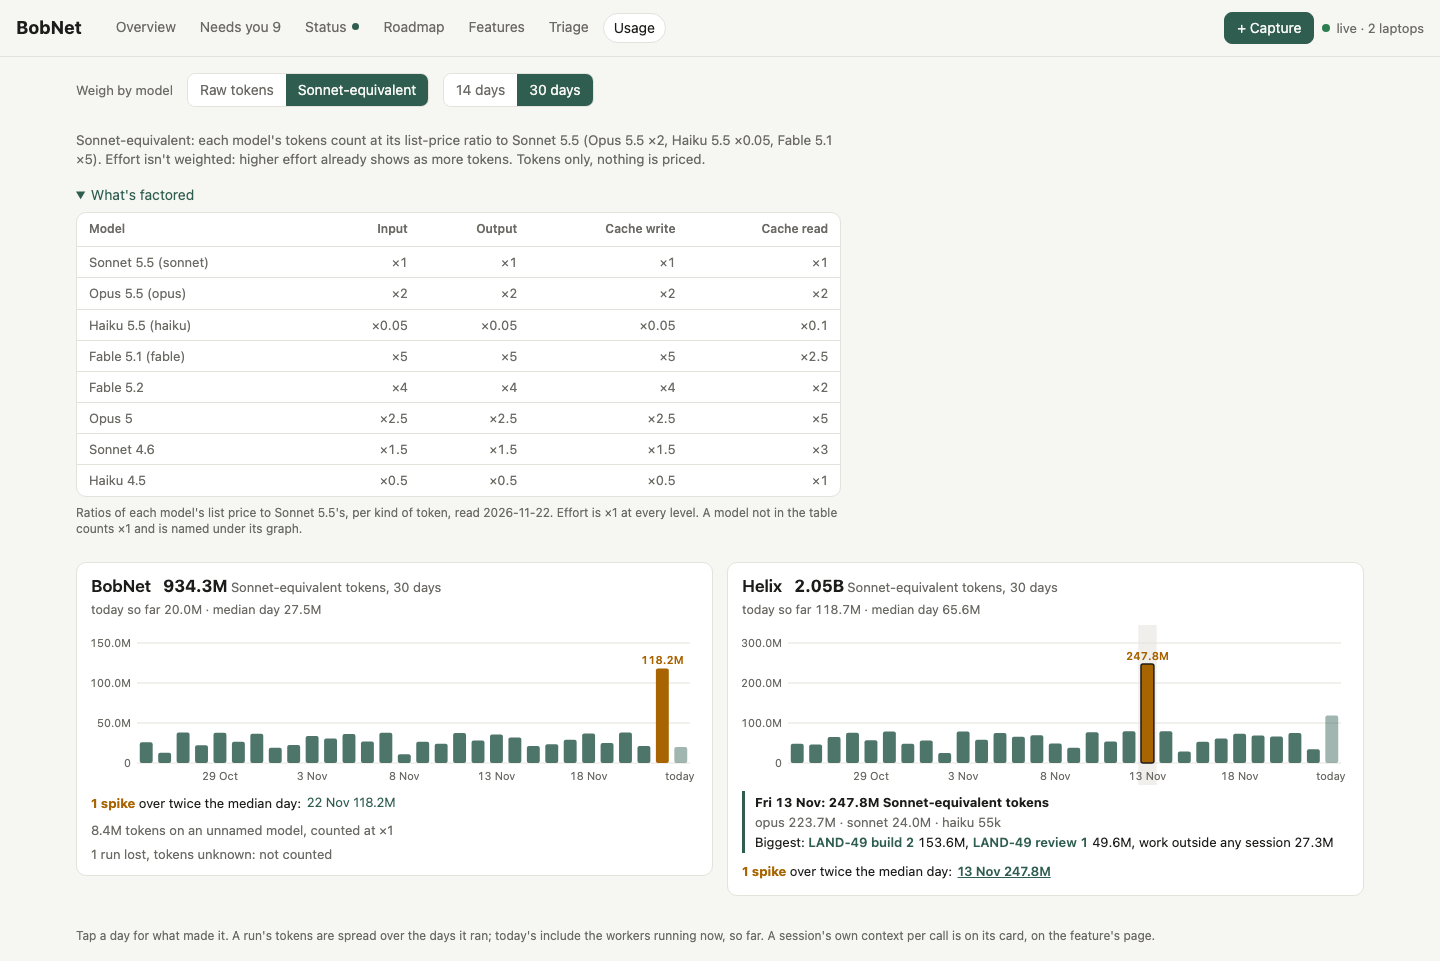 BobNet Overview Needs you 9 Status Roadmap Features Triage Usage + Capture live · 2 laptops
Weigh by model Raw tokens Sonnet-equivalent 14 days 30 days
Sonnet-equivalent: each model's tokens count at its list-price ratio to Sonnet 5.5 (Opus 5.5 ×2, Haiku 5.5 ×0.05, Fable 5.1
×5). Effort isn't weighted: higher effort already shows as more tokens. Tokens only, nothing is priced.
▼ What's factored
Model Input Output Cache write Cache read
Sonnet 5.5 (sonnet) ×1 ×1 ×1 ×1
Opus 5.5 (opus) ×2 ×2 ×2 ×2
Haiku 5.5 (haiku) ×0.05 ×0.05 ×0.05 ×0.1
Fable 5.1 (fable) ×5 ×5 ×5 ×2.5
Fable 5.2 ×4 ×4 ×4 ×2
Opus 5 ×2.5 ×2.5 ×2.5 ×5
Sonnet 4.6 ×1.5 ×1.5 ×1.5 ×3
Haiku 4.5 ×0.5 ×0.5 ×0.5 ×1
Ratios of each model's list price to Sonnet 5.5's, per kind of token, read 2026-11-22. Effort is ×1 at every level. A model not in the table
counts ×1 and is named under its graph.
BobNet 934.3M Sonnet-equivalent tokens, 30 days
today so far 20.0M · median day 27.5M
150.0M
118.2M
100.0M
50.0M
0
29 Oct 3 Nov 8 Nov 13 Nov 18 Nov today
1 spike over twice the median day: 22 Nov 118.2M
8.4M tokens on an unnamed model, counted at ×1
1 run lost, tokens unknown: not counted
Helix 2.05B Sonnet-equivalent tokens, 30 days
today so far 118.7M · median day 65.6M
300.0M
247.8M
200.0M
100.0M
0
29 Oct 3 Nov 8 Nov 13 Nov 18 Nov today
Fri 13 Nov: 247.8M Sonnet-equivalent tokens
opus 223.7M · sonnet 24.0M · haiku 55k
Biggest: LAND-49 build 2 153.6M, LAND-49 review 1 49.6M, work outside any session 27.3M
1 spike over twice the median day: 13 Nov 247.8M
Tap a day for what made it. A run's tokens are spread over the days it ran; today's include the workers running now, so far. A session's own context per call is on its card, on the feature's page.